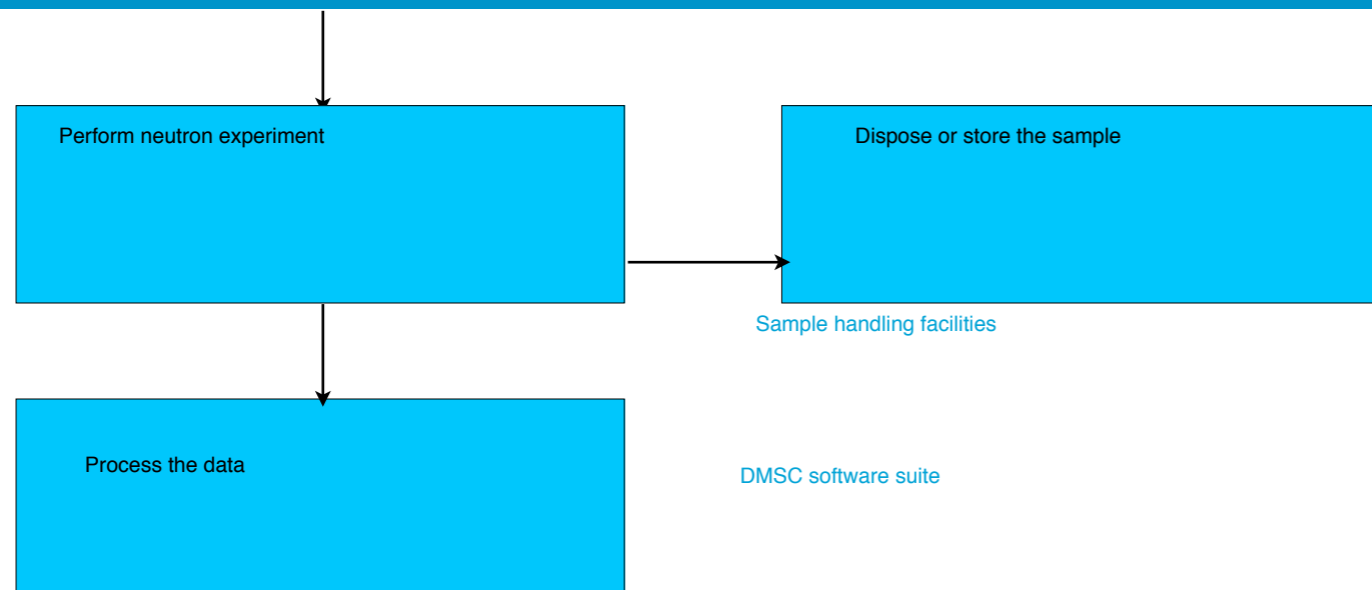 Perform neutron experiment
Dispose or store the sample
Sample handling facilities
Process the data
DMSC software suite